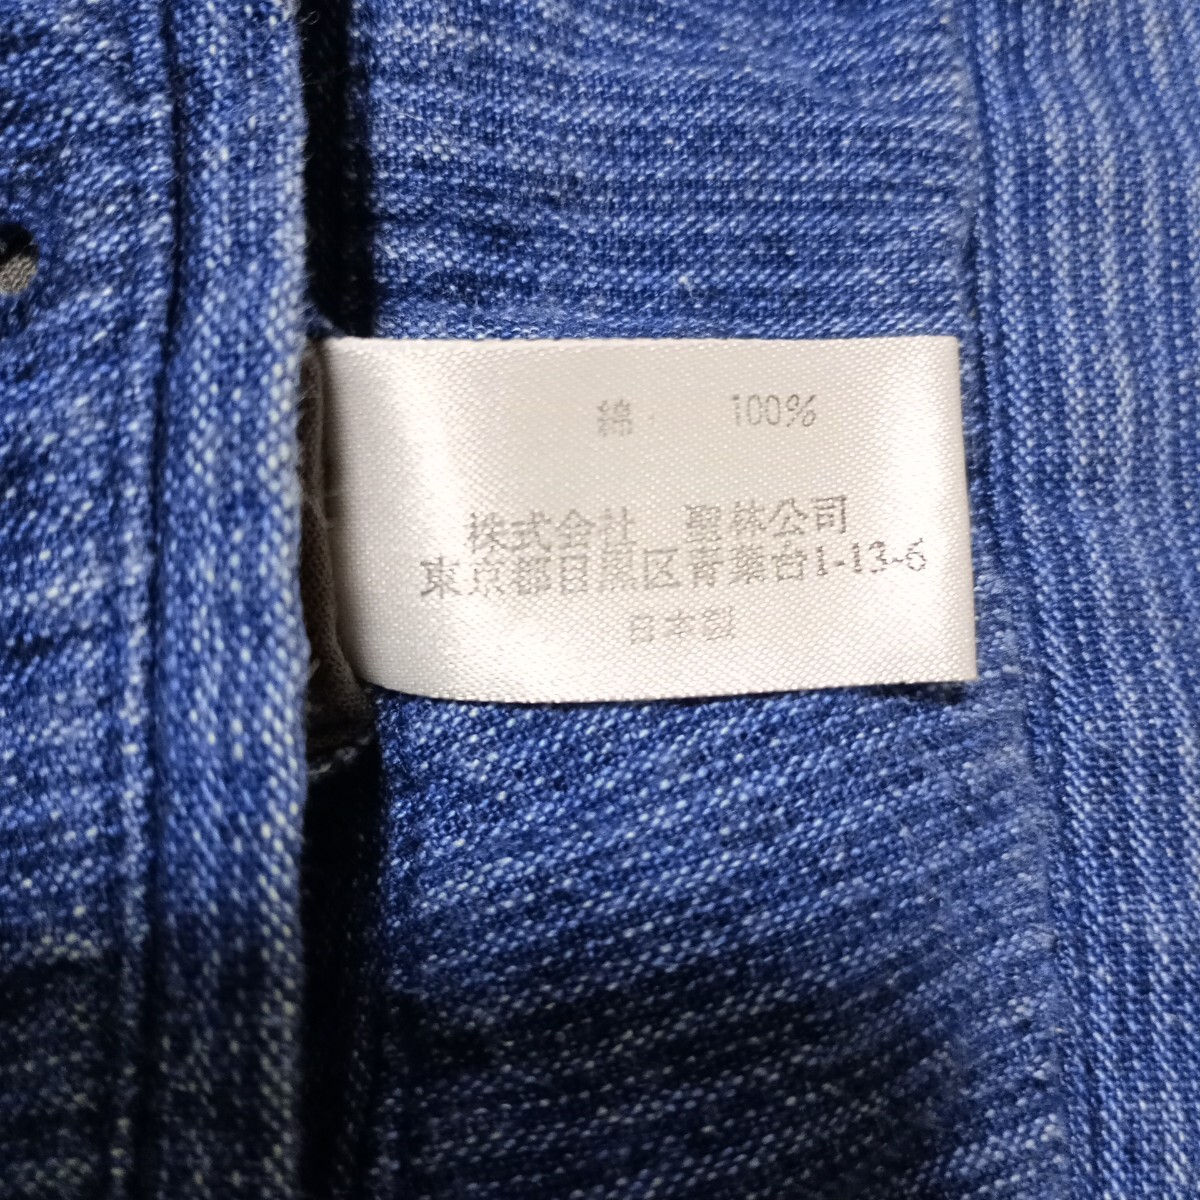 綿 100%
株式会社 聖林公司
東京都目黒区青葉台1-13-6
日本製